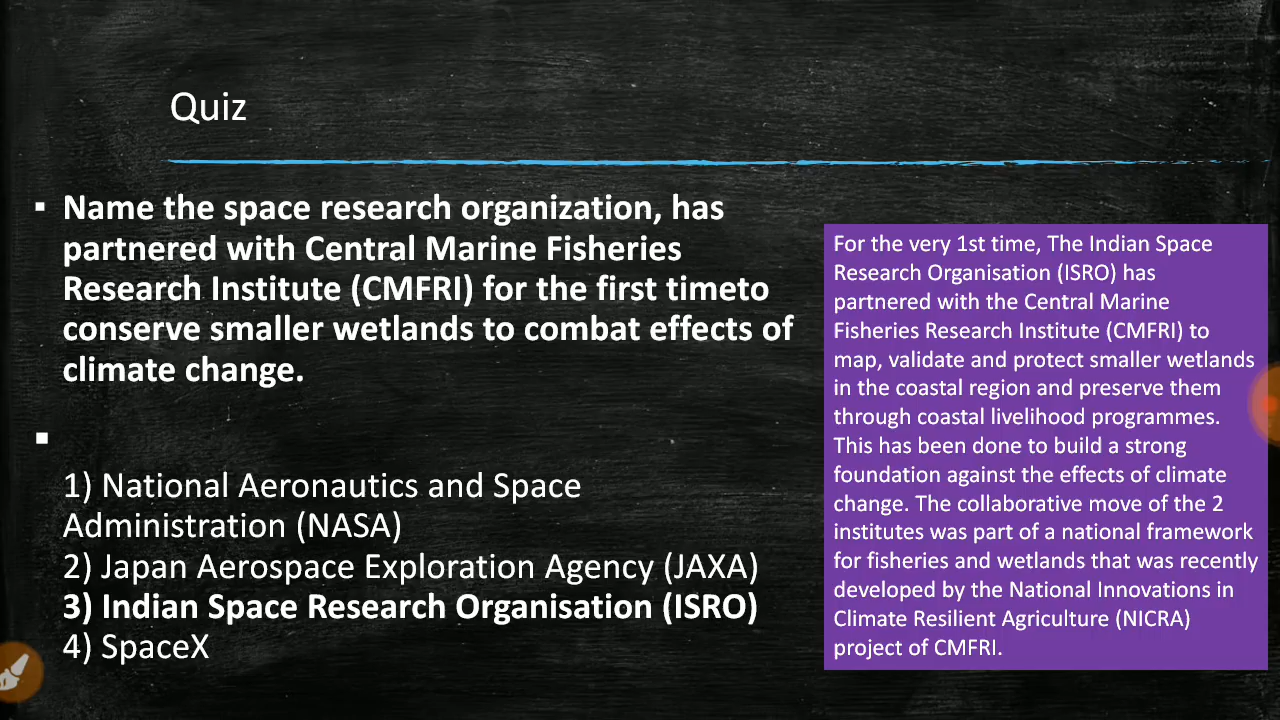 Quiz
Name the space research organization, has
partnered with Central Marine Fisheries
Research Institute (CMFRI) for the first timeto
conserve smaller wetlands to combat effects of
climate change.
1) National Aeronautics and Space
Administration (NASA)
2) Japan Aerospace Exploration Agency (JAXA)
3) Indian Space Research Organisation (ISRO)
4) SpaceX
For the very 1st time, The Indian Space
Research Organisation (ISRO) has
partnered with the Central Marine
Fisheries Research Institute (CMFRI) to
map, validate and protect smaller wetlands
in the coastal region and preserve them
through coastal livelihood programmes.
This has been done to build a strong
foundation against the effects of climate
change. The collaborative move of the 2
institutes was part of a national framework
for fisheries and wetlands that was recently
developed by the National Innovations in
Climate Resilient Agriculture (NICRA)
project of CMFRI.